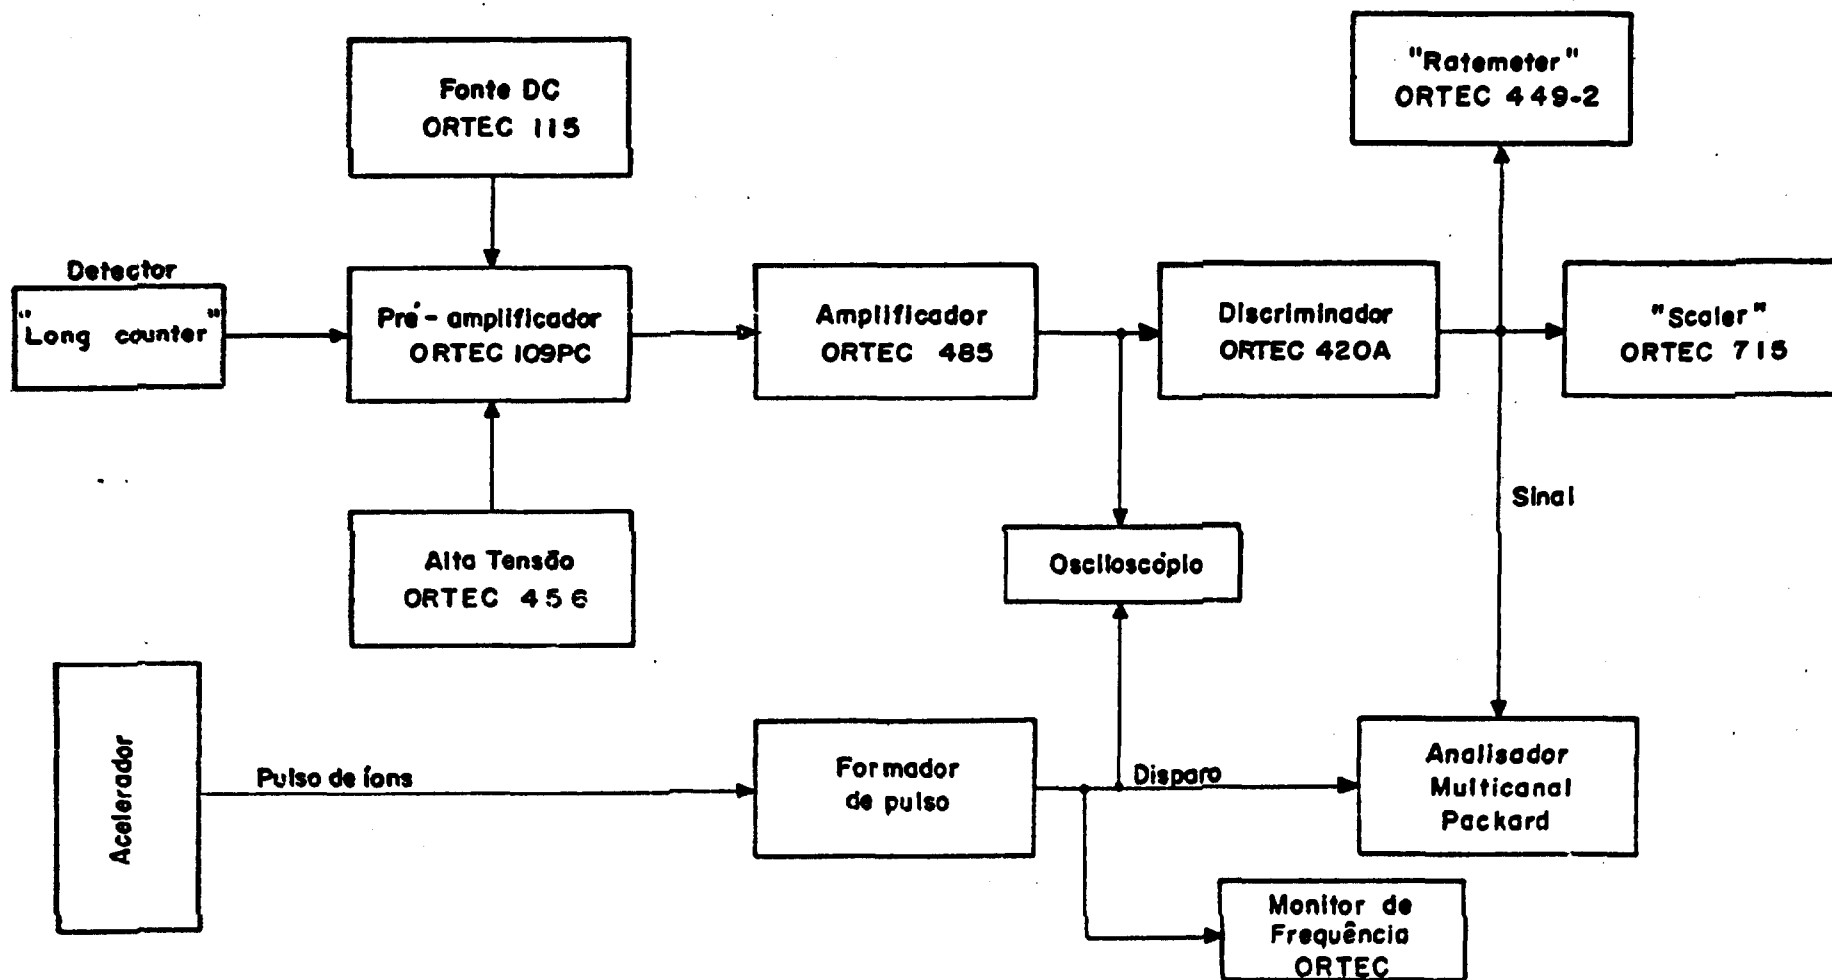 "Ratemeter"
ORTEC 449-2
Fonte DC
ORTEC 115
Detector
"Long counter"
Pré-amplificador
ORTEC 109PC
Amplificador
ORTEC 485
Discriminador
ORTEC 420A
"Scaler"
ORTEC 715
Sinal
Alta Tensão
ORTEC 456
Osciloscópio
Acelerador
Pulso de íons
Formador
de pulso
Disparo
Analisador
Multicanal
Packard
Monitor de
Frequência
ORTEC